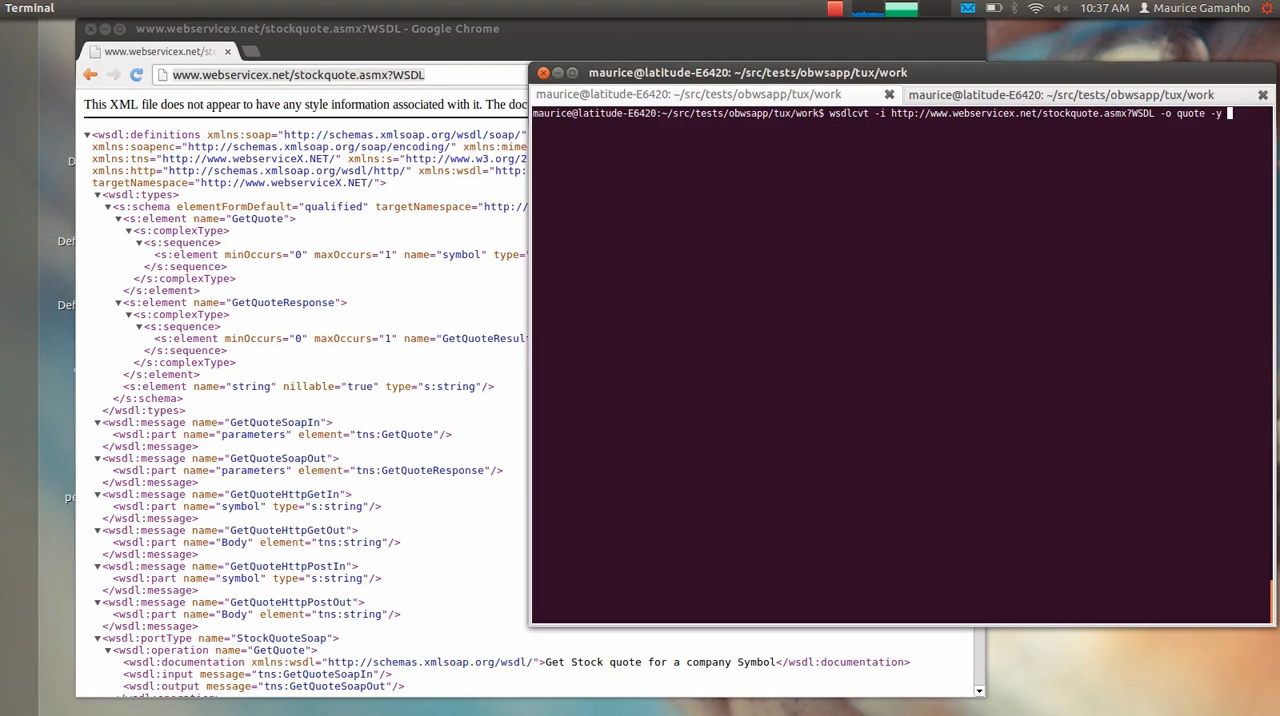 Terminal
10:37 AM
Maurice Gamanho
www.webservicex.net/stockquote.asmx?WSDL - Google Chrome
www.webservicex.net/st
www.webservicex.net/stockquote.asmx?WSDL
This XML file does not appear to have any style information associated with it. The doc
<wsdl:definitions xmlns:soap="http://schemas.xmlsoap.org/wsdl/soap/"
xmlns:soapenc="http://schemas.xmlsoap.org/soap/encoding/" xmlns:mime
xmlns:tns="http://www.webserviceX.NET/" xmlns:s="http://www.w3.org/2
xmlns:http="http://schemas.xmlsoap.org/wsdl/http/" xmlns:wsdl="http:
targetNamespace="http://www.webserviceX.NET/">
<wsdl:types>
<s:schema elementFormDefault="qualified" targetNamespace="http:/
<s:element name="GetQuote">
<s:complexType>
<s:sequence>
<s:element minOccurs="0" maxOccurs="1" name="symbol" type=
</s:sequence>
</s:complexType>
</s:element>
<s:element name="GetQuoteResponse">
<s:complexType>
<s:sequence>
<s:element minOccurs="0" maxOccurs="1" name="GetQuoteResul
</s:sequence>
</s:complexType>
</s:element>
<s:element name="string" nillable="true" type="s:string"/>
</s:schema>
</wsdl:types>
<wsdl:message name="GetQuoteSoapIn">
<wsdl:part name="parameters" element="tns:GetQuote"/>
</wsdl:message>
<wsdl:message name="GetQuoteSoapOut">
<wsdl:part name="parameters" element="tns:GetQuoteResponse"/>
</wsdl:message>
<wsdl:message name="GetQuoteHttpGetIn">
<wsdl:part name="symbol" type="s:string"/>
</wsdl:message>
<wsdl:message name="GetQuoteHttpGetOut">
<wsdl:part name="Body" element="tns:string"/>
</wsdl:message>
<wsdl:message name="GetQuoteHttpPostIn">
<wsdl:part name="symbol" type="s:string"/>
</wsdl:message>
<wsdl:message name="GetQuoteHttpPostOut">
<wsdl:part name="Body" element="tns:string"/>
</wsdl:message>
<wsdl:portType name="StockQuoteSoap">
<wsdl:operation name="GetQuote">
<wsdl:documentation xmlns:wsdl="http://schemas.xmlsoap.org/wsdl/">Get Stock quote for a company Symbol</wsdl:documentation>
<wsdl:input message="tns:GetQuoteSoapIn"/>
<wsdl:output message="tns:GetQuoteSoapOut"/>
maurice@latitude-E6420: ~/src/tests/obwsapp/tux/work
maurice@latitude-E6420: ~/src/tests/obwsapp/tux/work
maurice@latitude-E6420: ~/src/tests/obwsapp/tux/work
maurice@latitude-E6420:~/src/tests/obwsapp/tux/work$ wsdlcvt -i http://www.webservicex.net/stockquote.asmx?WSDL -o quote -y